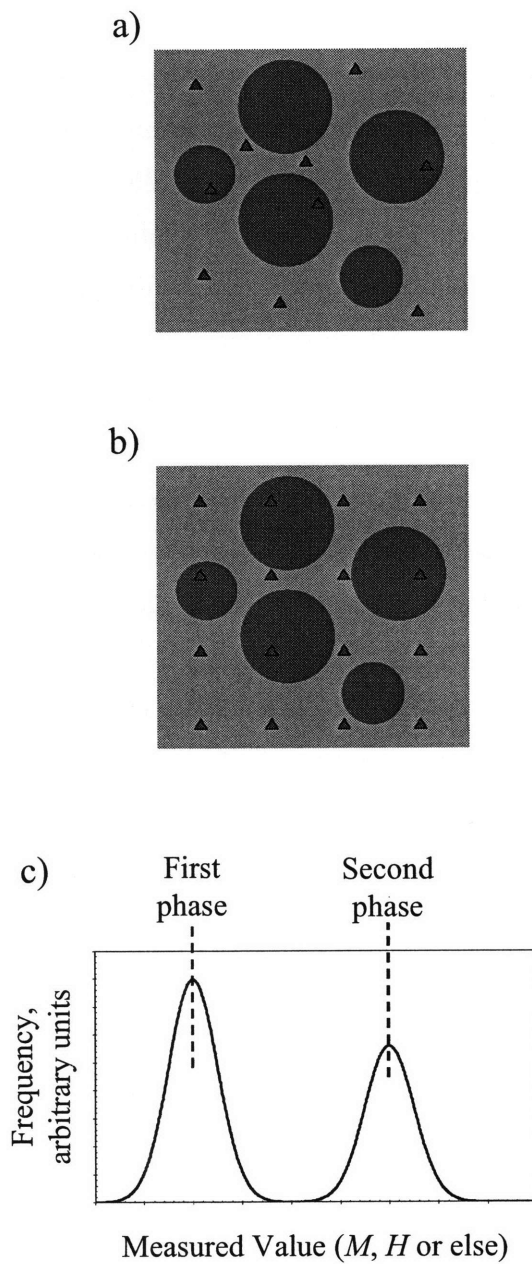 a)
b)
c)
First
phase
Second
phase
Frequency,
arbitrary units
Measured Value (M, H or else)